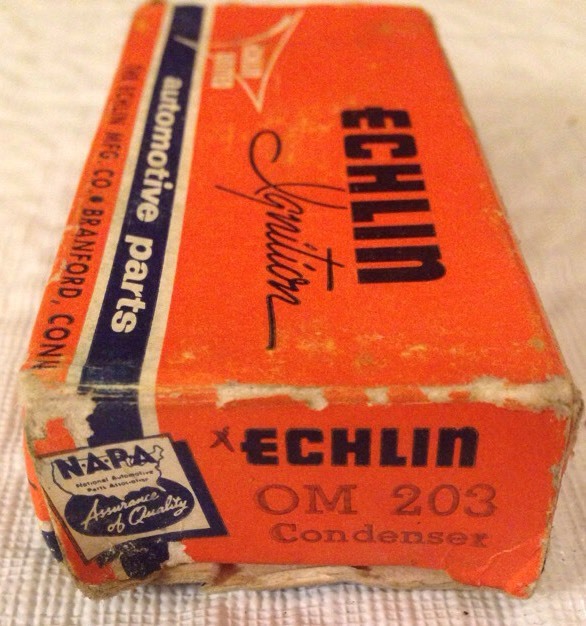 ECHLIN
Ignition
automotive parts
THE ECHLIN MFG. CO. • BRANFORD, CONN
N·A·P·A
National Automotive
Parts Association
Assurance
of Quality
ECHLIN
OM 203
Condenser